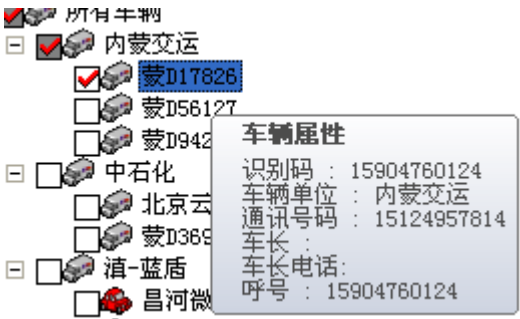 所有车辆
内蒙交运
蒙D17826
蒙D56127
蒙D942
中石化
北京云
蒙D369
滇-蓝盾
昌河微
车辆属性
识别码 : 15904760124
车辆单位 : 内蒙交运
通讯号码 : 15124957814
车长 :
车长电话:
呼号 : 15904760124